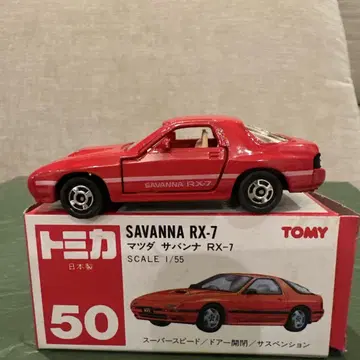 SAVANNA RX-7
トミカ
日本製
50
SAVANNA RX-7
マツダ サバンナ RX-7
SCALE 1/55
TOMY
スーパースピード/ドアー開閉/サスペンション